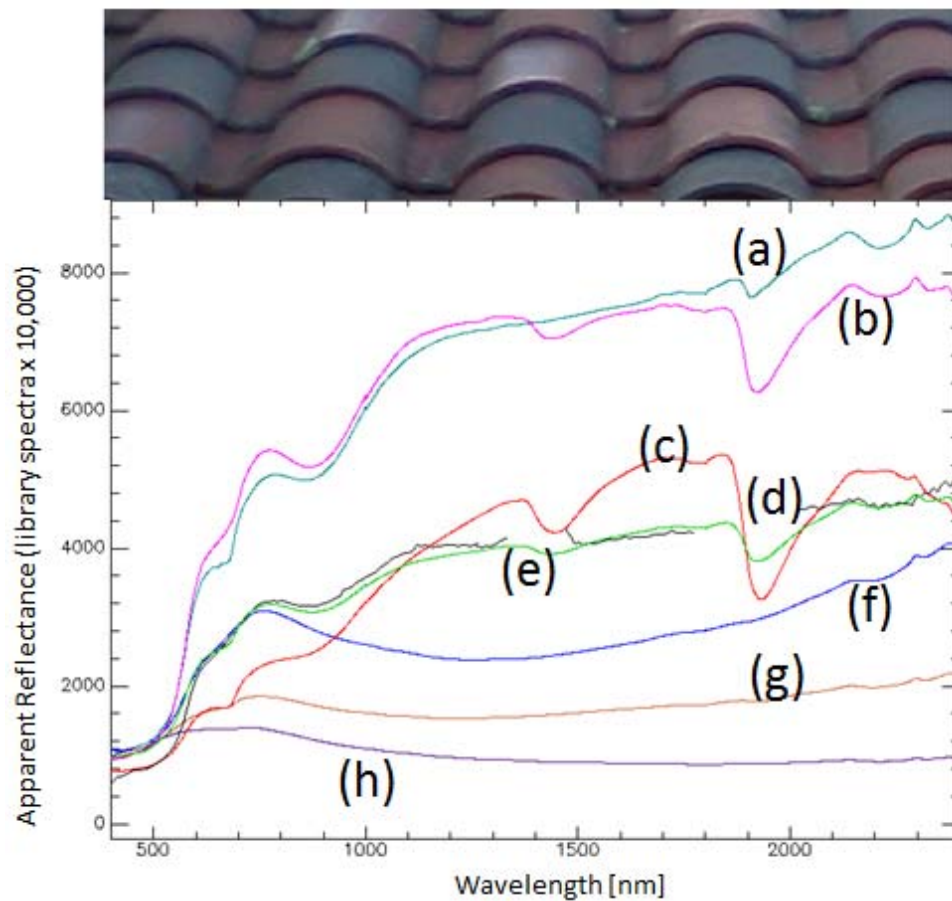 (a)
8000
(b)
6000
(c)
(d)
4000
(e)
(f)
2000
(g)
(h)
0
500
1000
1500
2000
Wavelength [nm]
Apparent Reflectance (library spectra x 10,000)